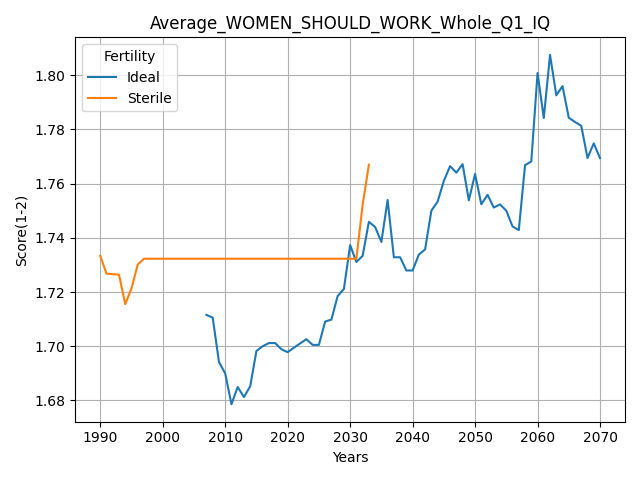 Average_WOMEN_SHOULD_WORK_Whole_Q1_IQ
Fertility
Ideal
Sterile
Score(1-2)
1.80
1.78
1.76
1.74
1.72
1.70
1.68
1990 2000 2010 2020 2030 2040 2050 2060 2070
Years